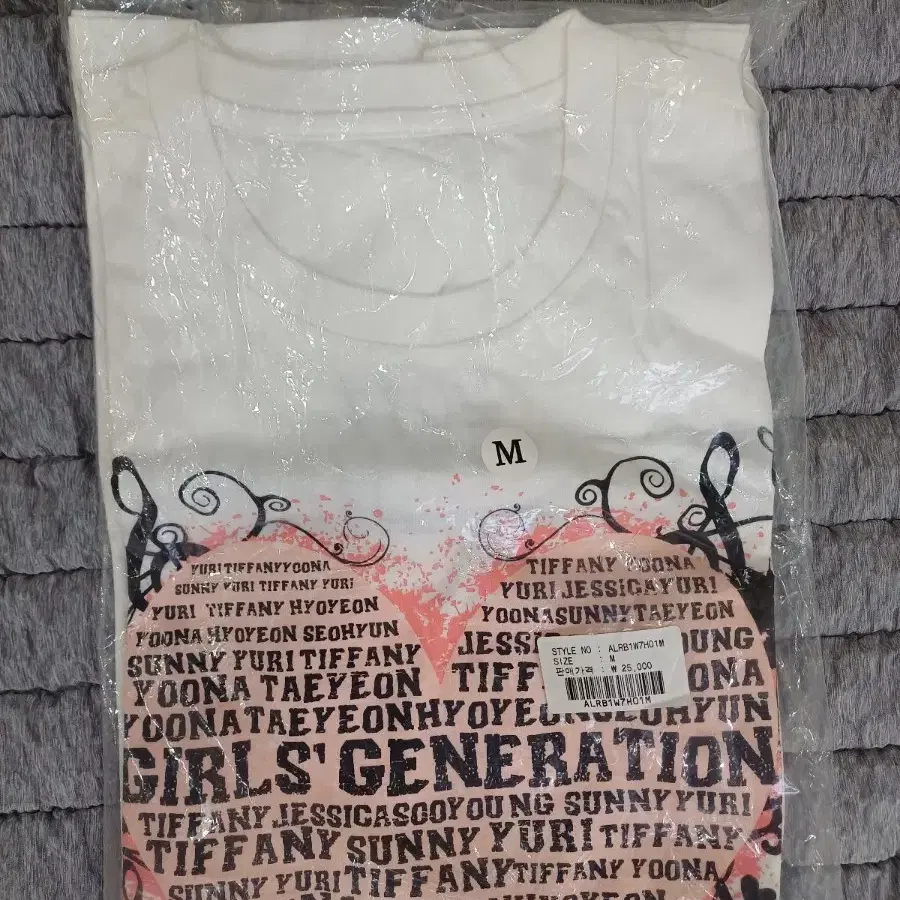 M
YURI TIFFANY YOONA
SUNNY YURI TIFFANY YURI
YURI TIFFANY HYOYEON
YOONA HYOYEON SEOHYUN
SUNNY YURI TIFFANY
YOONA TAEYEON
TIFFANY YOONA
YURI JESSICA YURI
YOONA SUNNY TAEYEON
STYLE NO : ALRB1W7H01M
SIZE : M
판매가격 : ₩ 25,000
ALRB1W7H01M
YOONA TAEYEON HYOYEON SEOHYUN
GIRLS' GENERATION
TIFFANY JESSICA SOOYOUNG SUNNY YURI
TIFFANY SUNNY YURI TIFFANY
SUNNY YURI TIFFANY TIFFANY YOONA